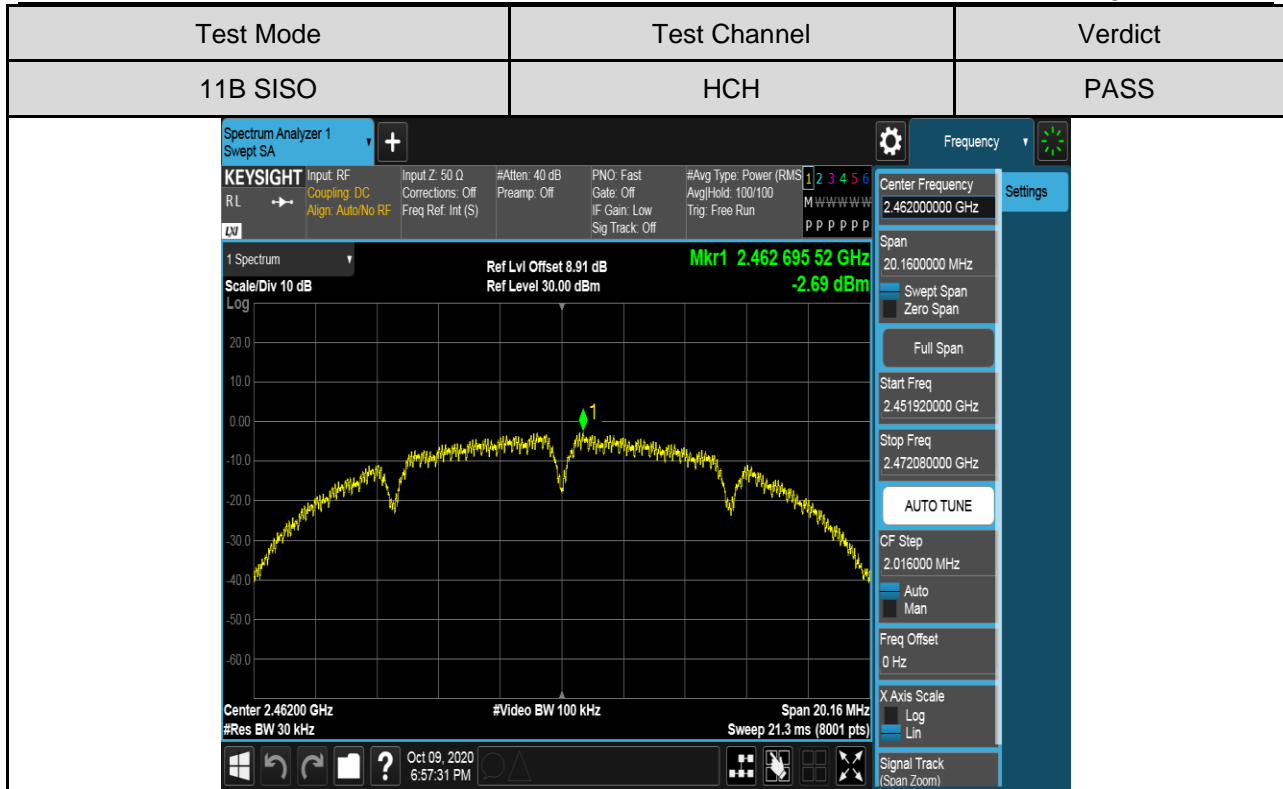 Test Mode Test Channel Verdict
11B SISO HCH PASS
Spectrum Analyzer 1
Swept SA
+
Frequency
KEYSIGHT
RL
LXI
Input: RF
Coupling: DC
Align: Auto/No RF
Input Z: 50 Ω
Corrections: Off
Freq Ref: Int (S)
#Atten: 40 dB
Preamp: Off
PNO: Fast
Gate: Off
IF Gain: Low
Sig Track: Off
#Avg Type: Power (RMS
Avg|Hold: 100/100
Trig: Free Run
1 2 3 4 5 6
M W W W W W
P P P P P P
1 Spectrum
Scale/Div 10 dB
Log
Ref Lvl Offset 8.91 dB
Ref Level 30.00 dBm
Mkr1 2.462 695 52 GHz
-2.69 dBm
20.0
10.0
0.00
-10.0
-20.0
-30.0
-40.0
-50.0
-60.0
1
Center 2.46200 GHz
#Res BW 30 kHz
#Video BW 100 kHz
Span 20.16 MHz
Sweep 21.3 ms (8001 pts)
?
Oct 09, 2020
6:57:31 PM
Center Frequency
2.462000000 GHz
Settings
Span
20.1600000 MHz
Swept Span
Zero Span
Full Span
Start Freq
2.451920000 GHz
Stop Freq
2.472080000 GHz
AUTO TUNE
CF Step
2.016000 MHz
Auto
Man
Freq Offset
0 Hz
X Axis Scale
Log
Lin
Signal Track
(Span Zoom)